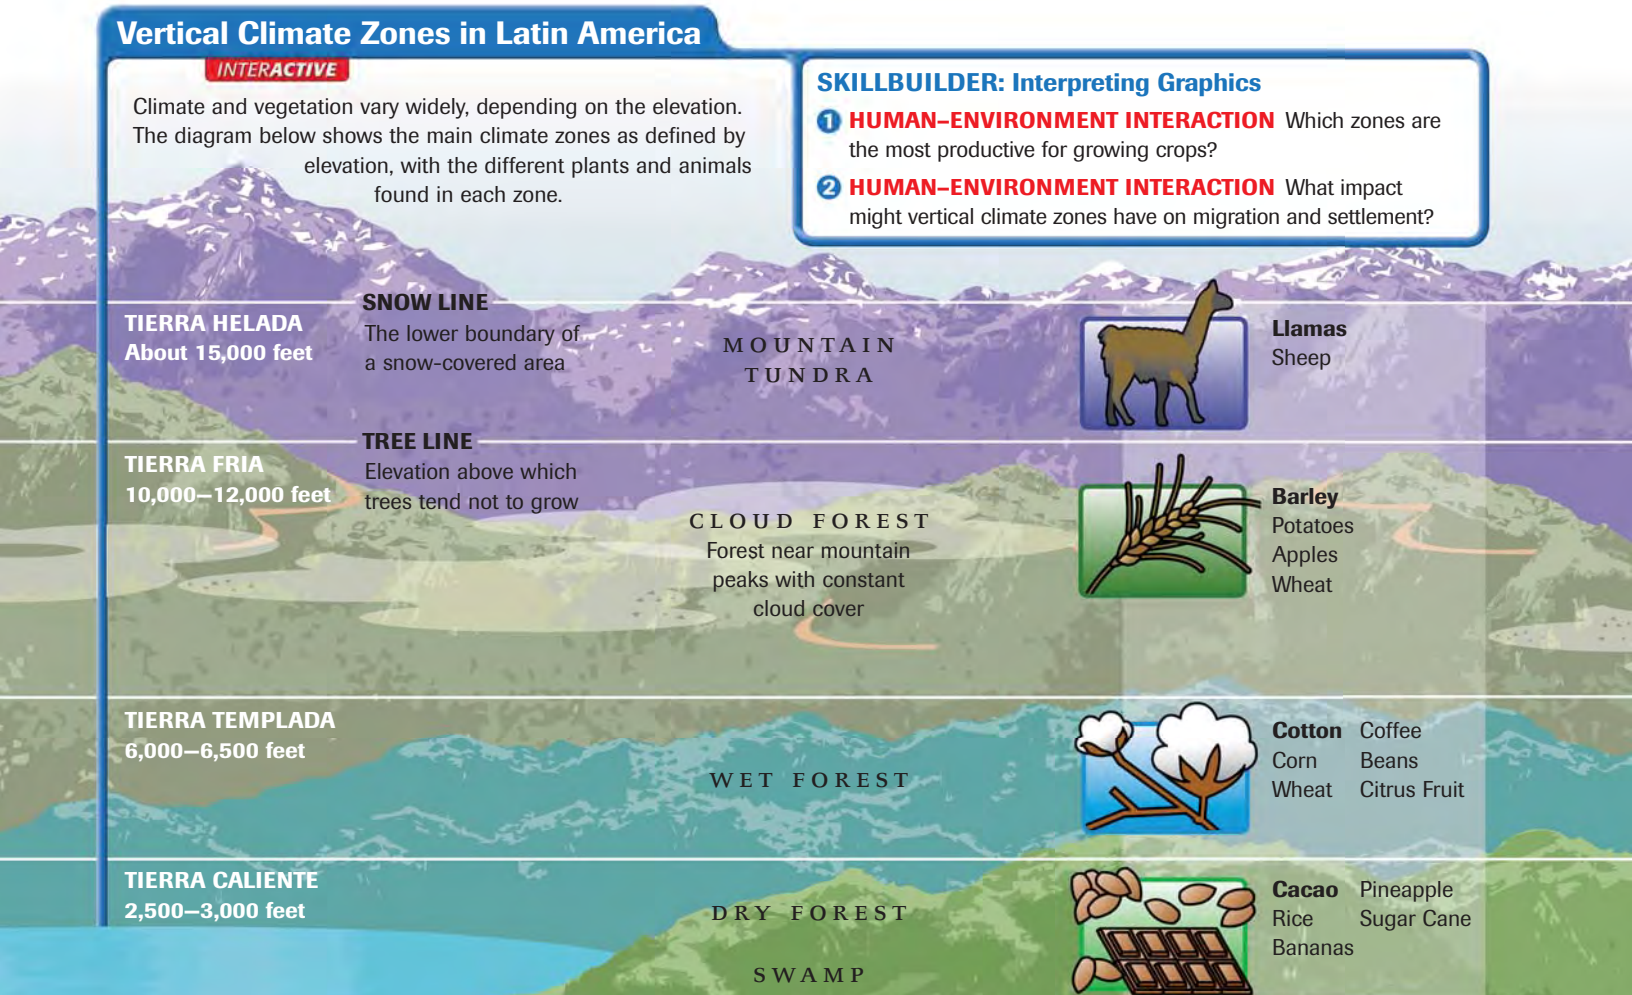 Vertical Climate Zones in Latin America
INTERACTIVE
Climate and vegetation vary widely, depending on the elevation.
The diagram below shows the main climate zones as defined by
elevation, with the different plants and animals
found in each zone.
SKILLBUILDER: Interpreting Graphics
1 HUMAN–ENVIRONMENT INTERACTION Which zones are
the most productive for growing crops?
2 HUMAN–ENVIRONMENT INTERACTION What impact
might vertical climate zones have on migration and settlement?
TIERRA HELADA
About 15,000 feet
SNOW LINE
The lower boundary of
a snow-covered area
MOUNTAIN
TUNDRA
Llamas
Sheep
TIERRA FRIA
10,000–12,000 feet
TREE LINE
Elevation above which
trees tend not to grow
CLOUD FOREST
Forest near mountain
peaks with constant
cloud cover
Barley
Potatoes
Apples
Wheat
TIERRA TEMPLADA
6,000–6,500 feet
WET FOREST
Cotton Coffee
Corn Beans
Wheat Citrus Fruit
TIERRA CALIENTE
2,500–3,000 feet
DRY FOREST
SWAMP
Cacao Pineapple
Rice Sugar Cane
Bananas